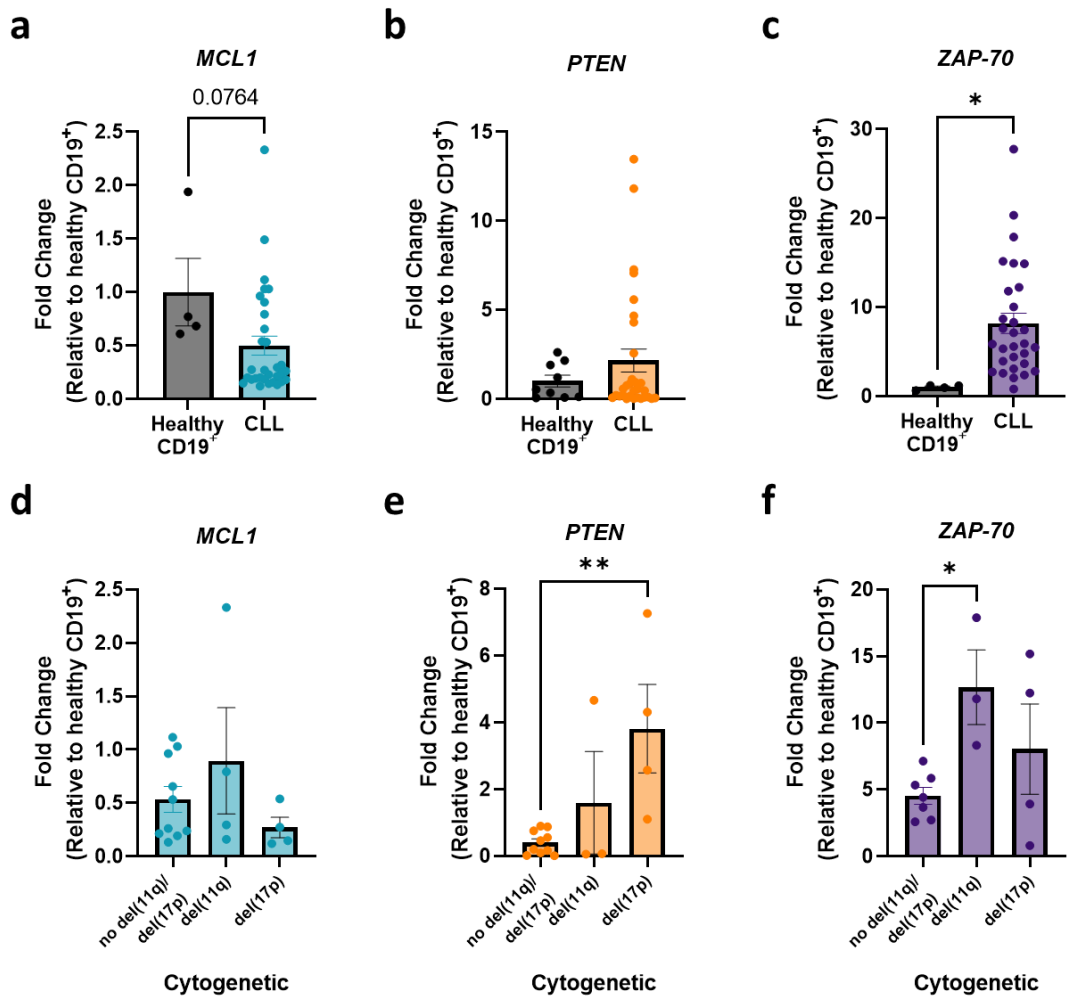 a
MCL1
0.0764
Fold Change
(Relative to healthy CD19+)
2.5
2.0
1.5
1.0
0.5
0.0
Healthy
CD19+
CLL
b
PTEN
Fold Change
(Relative to healthy CD19+)
15
10
5
0
Healthy
CD19+
CLL
c
ZAP-70
*
Fold Change
(Relative to healthy CD19+)
30
20
10
0
Healthy
CD19+
CLL
d
MCL1
Fold Change
(Relative to healthy CD19+)
2.5
2.0
1.5
1.0
0.5
0.0
no del(11q)/
del(17p)
del(11q)
del(17p)
Cytogenetic
e
PTEN
**
Fold Change
(Relative to healthy CD19+)
8
6
4
2
0
no del(11q)/
del(17p)
del(11q)
del(17p)
Cytogenetic
f
ZAP-70
*
Fold Change
(Relative to healthy CD19+)
20
15
10
5
0
no del(11q)/
del(17p)
del(11q)
del(17p)
Cytogenetic